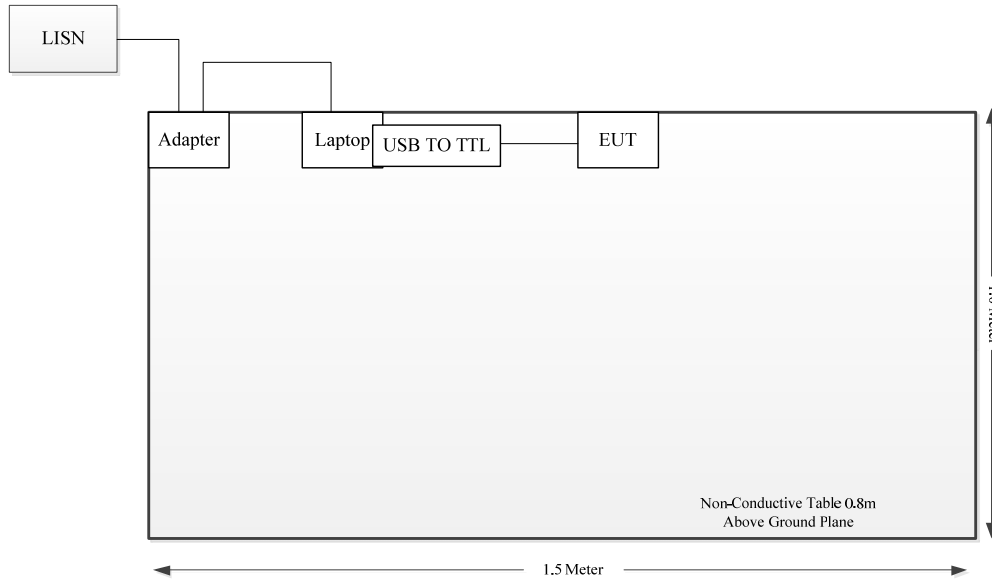 LISN
Adapter
Laptop
USB TO TTL
EUT
Non-Conductive Table 0.8m
Above Ground Plane
1.5 Meter